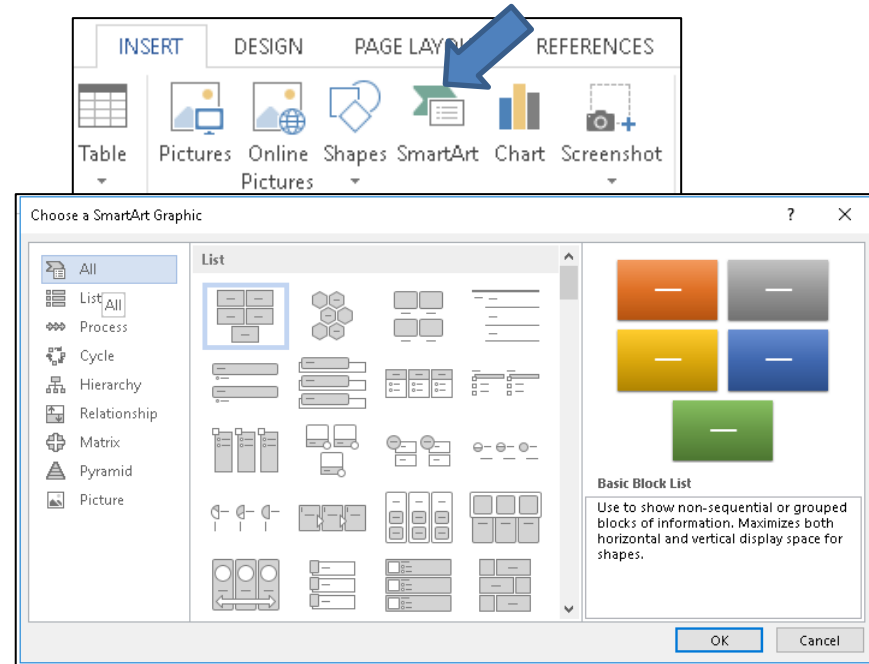 INSERT DESIGN PAGE LAYOU REFERENCES
Table Pictures Online Pictures Shapes SmartArt Chart Screenshot
Choose a SmartArt Graphic ? X
All
List
All
Process
Cycle
Hierarchy
Relationship
Matrix
Pyramid
Picture
List
Basic Block List
Use to show non-sequential or grouped
blocks of information. Maximizes both
horizontal and vertical display space for
shapes.
OK Cancel